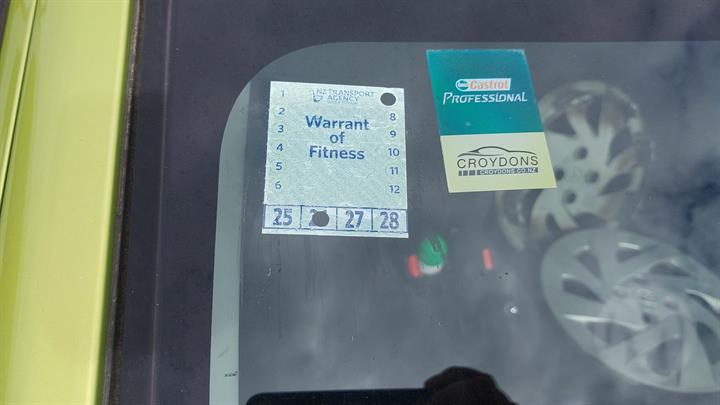 NZ TRANSPORT
AGENCY
Warrant
of
Fitness
1
2
3
4
5
6
8
9
10
11
12
25 27 28
Castrol
PROFESSIONAL
CROYDONS
CROYDONS.CO.NZ